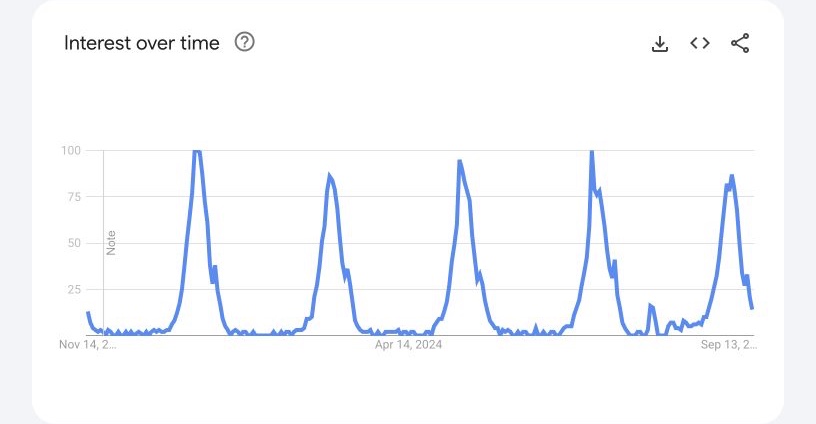 Interest over time
100
75
50
25
Note
Nov 14, 2...
Apr 14, 2024
Sep 13, 2...